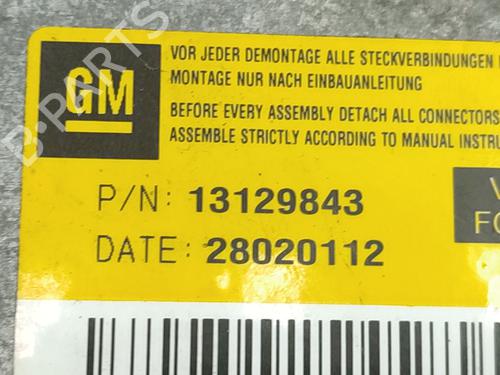 GM
VOR JEDER DEMONTAGE ALLE STECKVERBINDUNGEN
MONTAGE NUR NACH EINBAUANLEITUNG
BEFORE EVERY ASSEMBLY DETACH ALL CONNECTORS
ASSEMBLE STRICTLY ACCORDING TO MANUAL INSTRU
P/N: 13129843
DATE: 28020112
B-PARTS